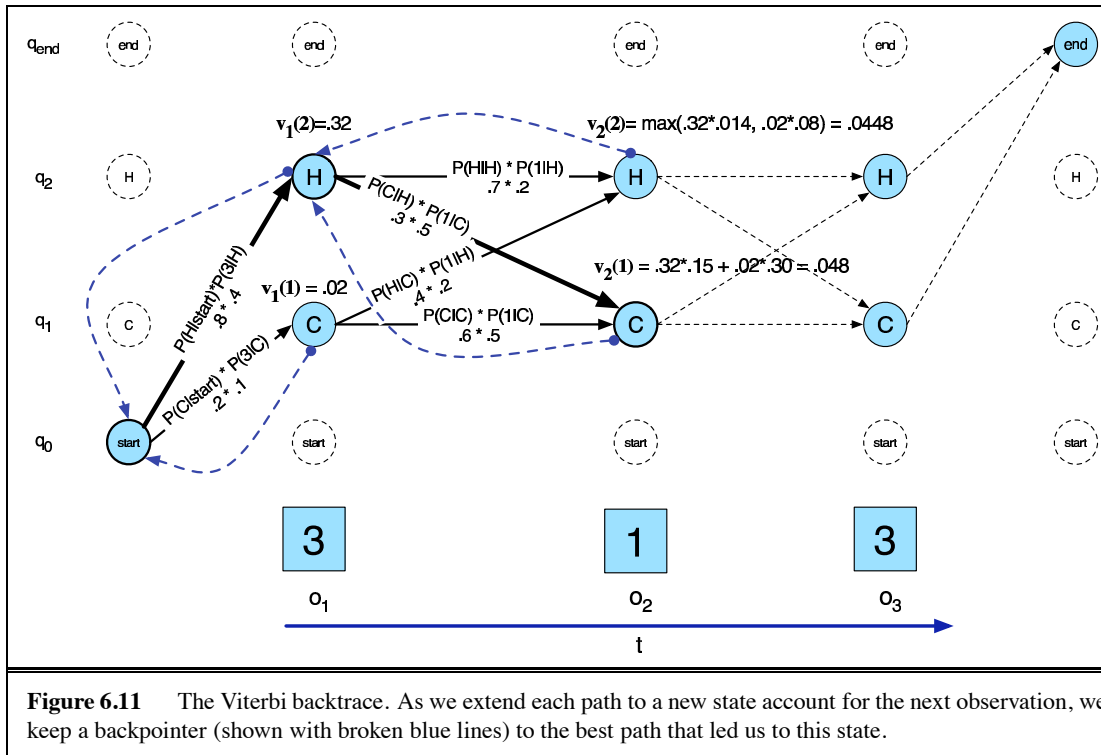 q_end end end end end end
v₁(2)=.32 v₂(2)= max(.32*.014, .02*.08) = .0448
q₂ H H H H H
P(H|H) * P(1|H)
.7 * .2
P(C|H) * P(1|C)
.3 * .5
P(H|start)*P(3|H)
.8 * .4
v₁(1) = .02 v₂(1) = .32*.15 + .02*.30 = .048
P(H|C) * P(1|H)
.4 * .2
q₁ C C C C C
P(C|C) * P(1|C)
.6 * .5
P(C|start) * P(3|C)
.2 * .1
q₀ start start start start start
3 1 3
o₁ o₂ o₃
t
Figure 6.11 The Viterbi backtrace. As we extend each path to a new state account for the next observation, we
keep a backpointer (shown with broken blue lines) to the best path that led us to this state.